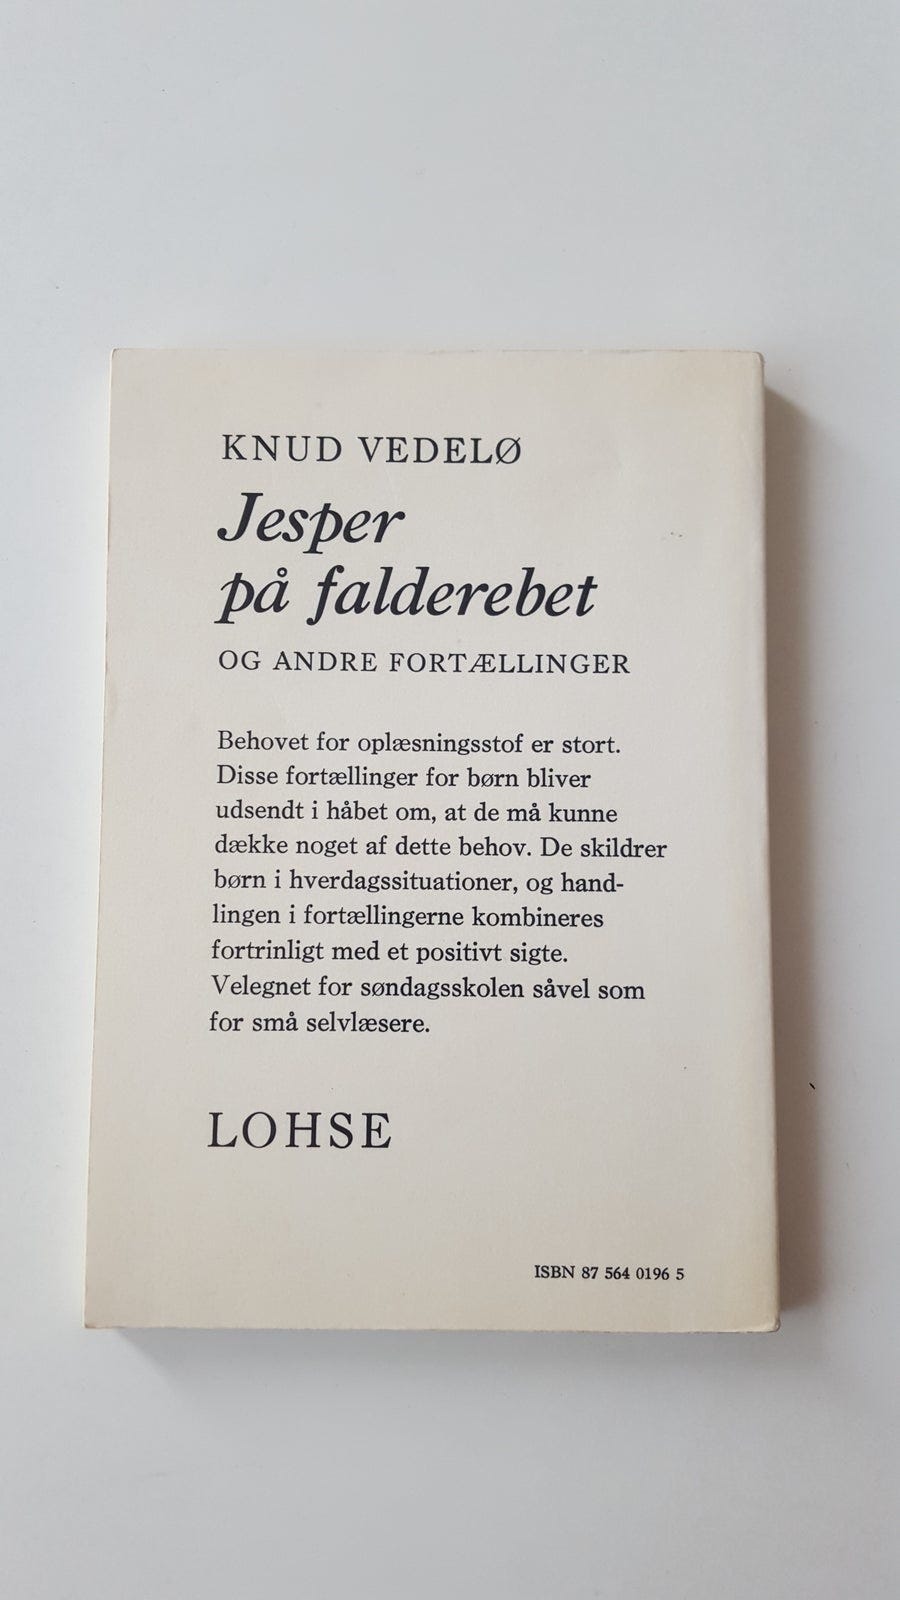 KNUD VEDELØ
Jesper
på falderebet
OG ANDRE FORTÆLLINGER
Behovet for oplæsningsstof er stort.
Disse fortællinger for børn bliver
udsendt i håbet om, at de må kunne
dække noget af dette behov. De skildrer
børn i hverdagssituationer, og hand-
lingen i fortællingerne kombineres
fortrinligt med et positivt sigte.
Velegnet for søndagsskolen såvel som
for små selvlæsere.
LOHSE
ISBN 87 564 0196 5